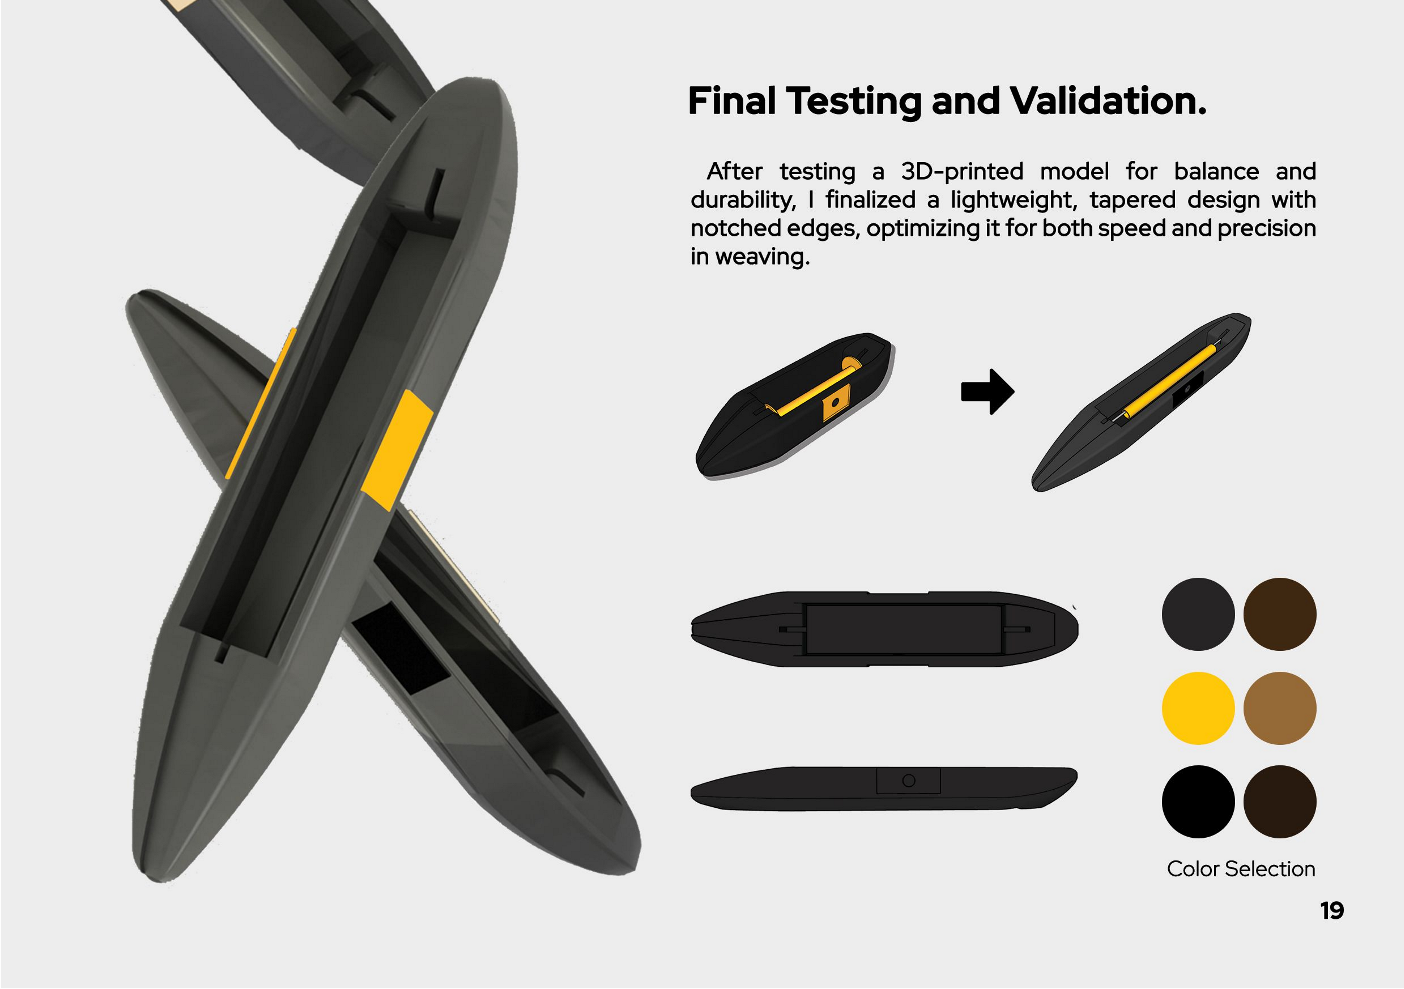 Final Testing and Validation.
After testing a 3D-printed model for balance and
durability, I finalized a lightweight, tapered design with
notched edges, optimizing it for both speed and precision
in weaving.
Color Selection
19